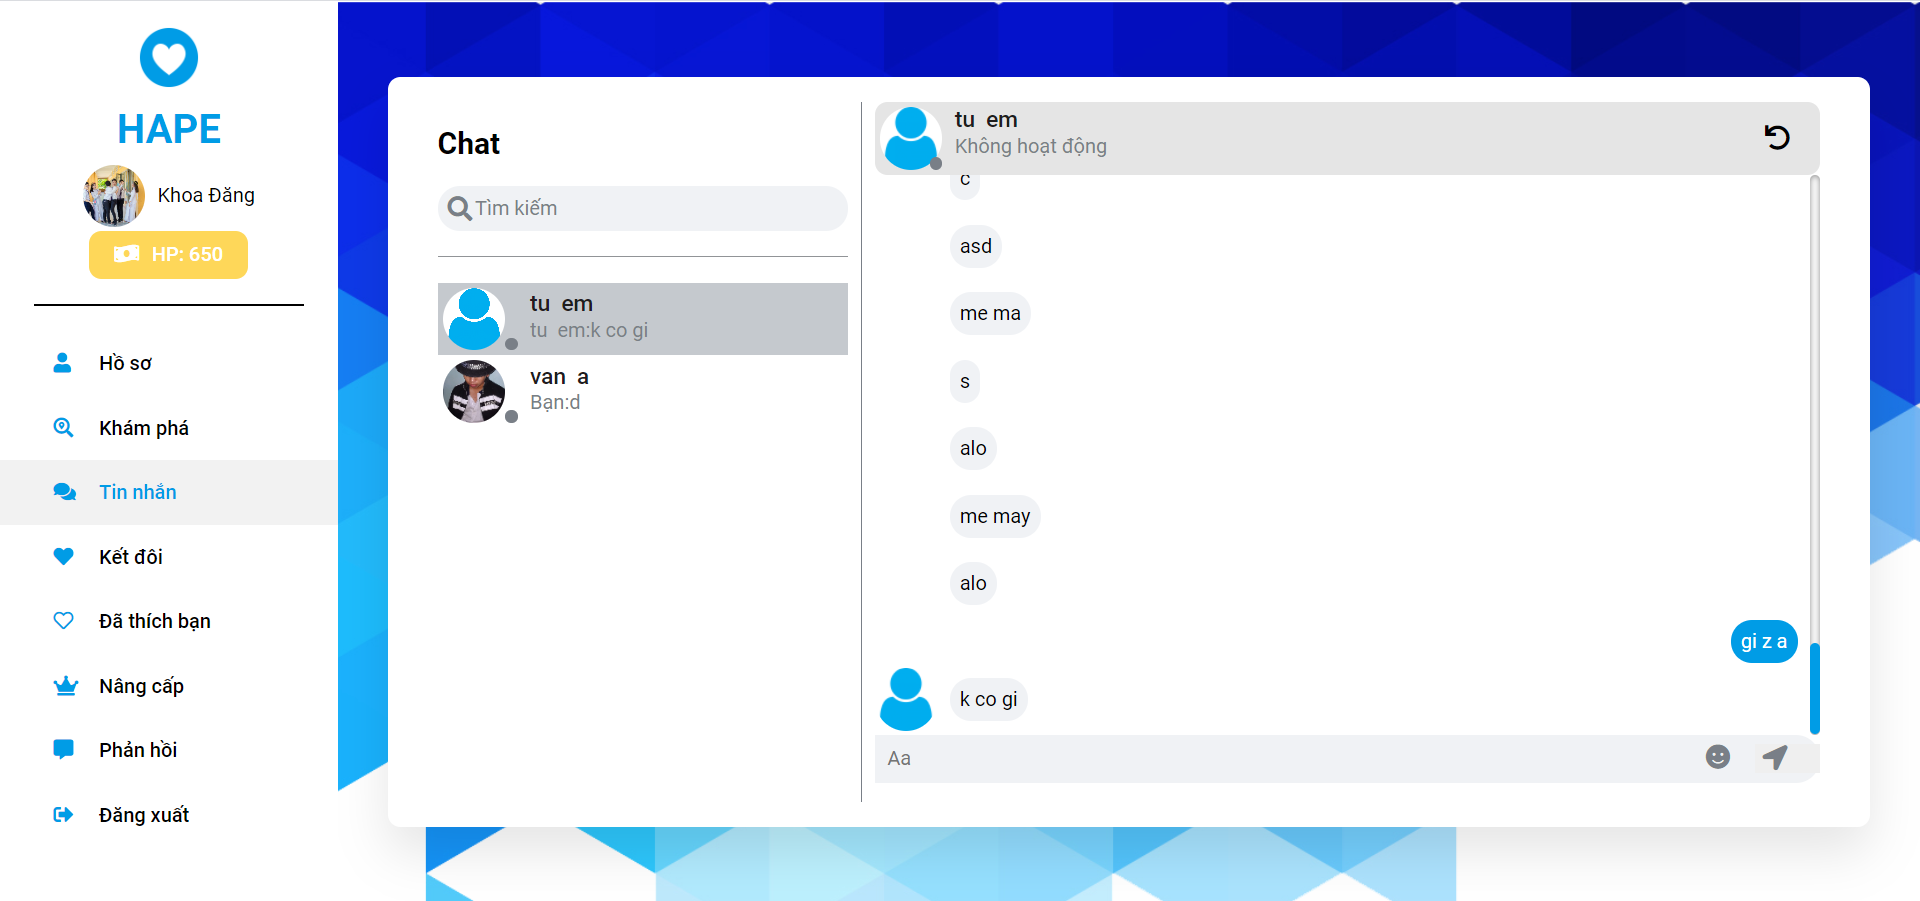 HAPE
Khoa Đăng
HP: 650
Hồ sơ
Khám phá
Tin nhắn
Kết đôi
Đã thích bạn
Nâng cấp
Phản hồi
Đăng xuất
Chat
Tìm kiếm
tu em
tu em:k co gi
van a
Bạn:d
tu em
Không hoạt động
c
asd
me ma
s
alo
me may
alo
gi z a
k co gi
Aa